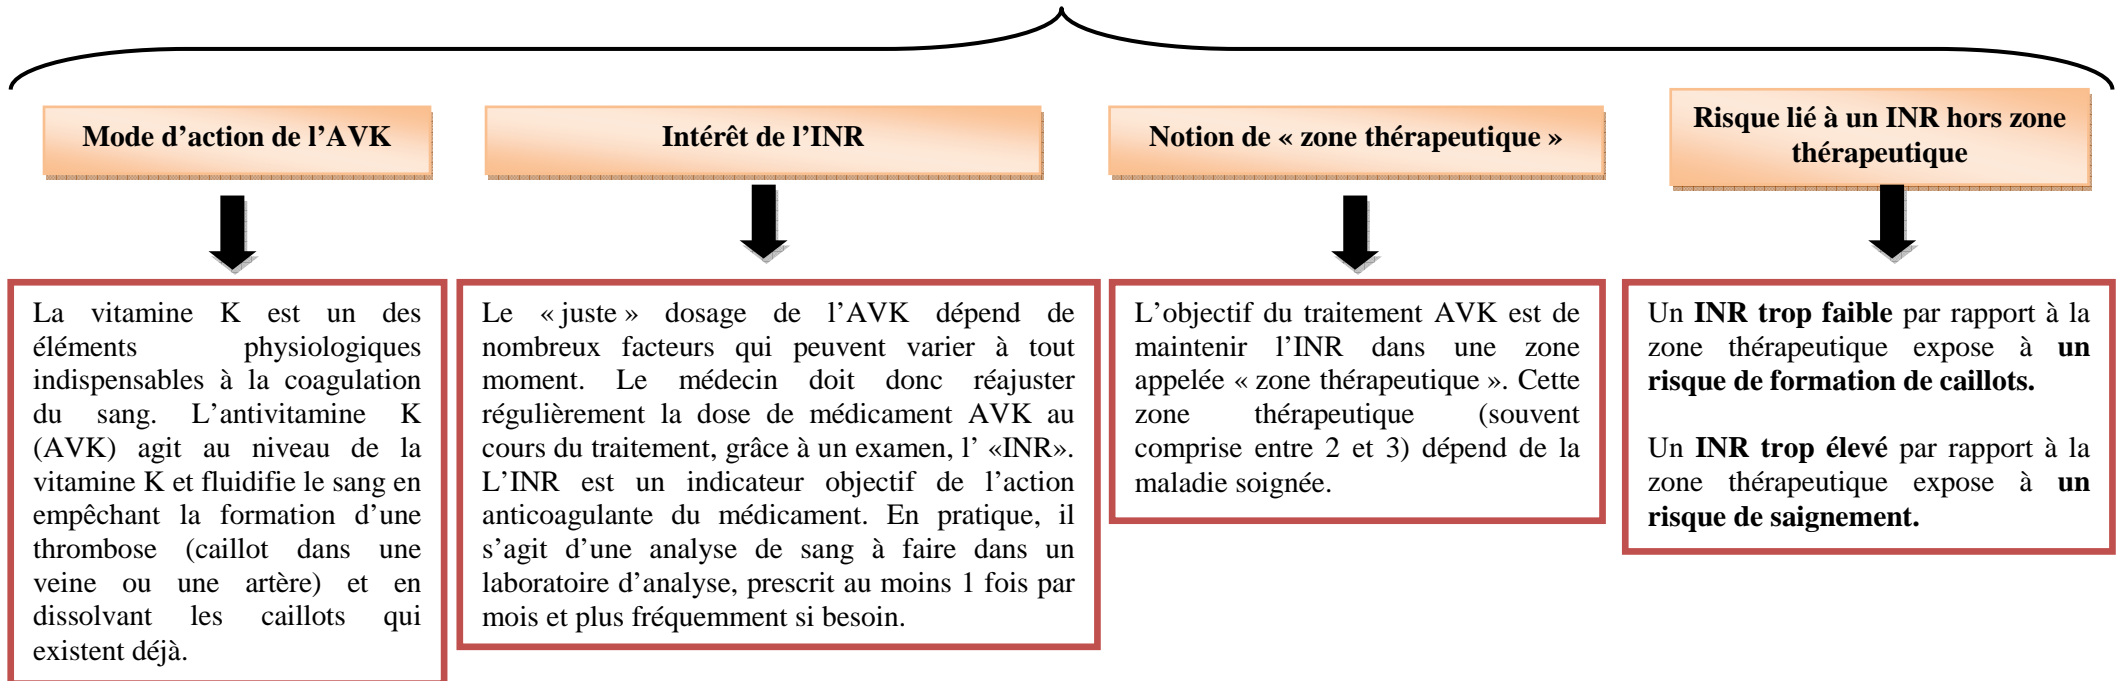 Mode d’action de l’AVK
La vitamine K est un des
éléments physiologiques
indispensables à la coagulation
du sang. L’antivitamine K
(AVK) agit au niveau de la
vitamine K et fluidifie le sang en
empêchant la formation d’une
thrombose (caillot dans une
veine ou une artère) et en
dissolvant les caillots qui
existent déjà.
Intérêt de l’INR
Le « juste » dosage de l’AVK dépend de
nombreux facteurs qui peuvent varier à tout
moment. Le médecin doit donc réajuster
régulièrement la dose de médicament AVK au
cours du traitement, grâce à un examen, l’ «INR».
L’INR est un indicateur objectif de l’action
anticoagulante du médicament. En pratique, il
s’agit d’une analyse de sang à faire dans un
laboratoire d’analyse, prescrit au moins 1 fois par
mois et plus fréquemment si besoin.
Notion de « zone thérapeutique »
L’objectif du traitement AVK est de
maintenir l’INR dans une zone
appelée « zone thérapeutique ». Cette
zone thérapeutique (souvent
comprise entre 2 et 3) dépend de la
maladie soignée.
Risque lié à un INR hors zone
thérapeutique
Un INR trop faible par rapport à la
zone thérapeutique expose à un
risque de formation de caillots.
Un INR trop élevé par rapport à la
zone thérapeutique expose à un
risque de saignement.